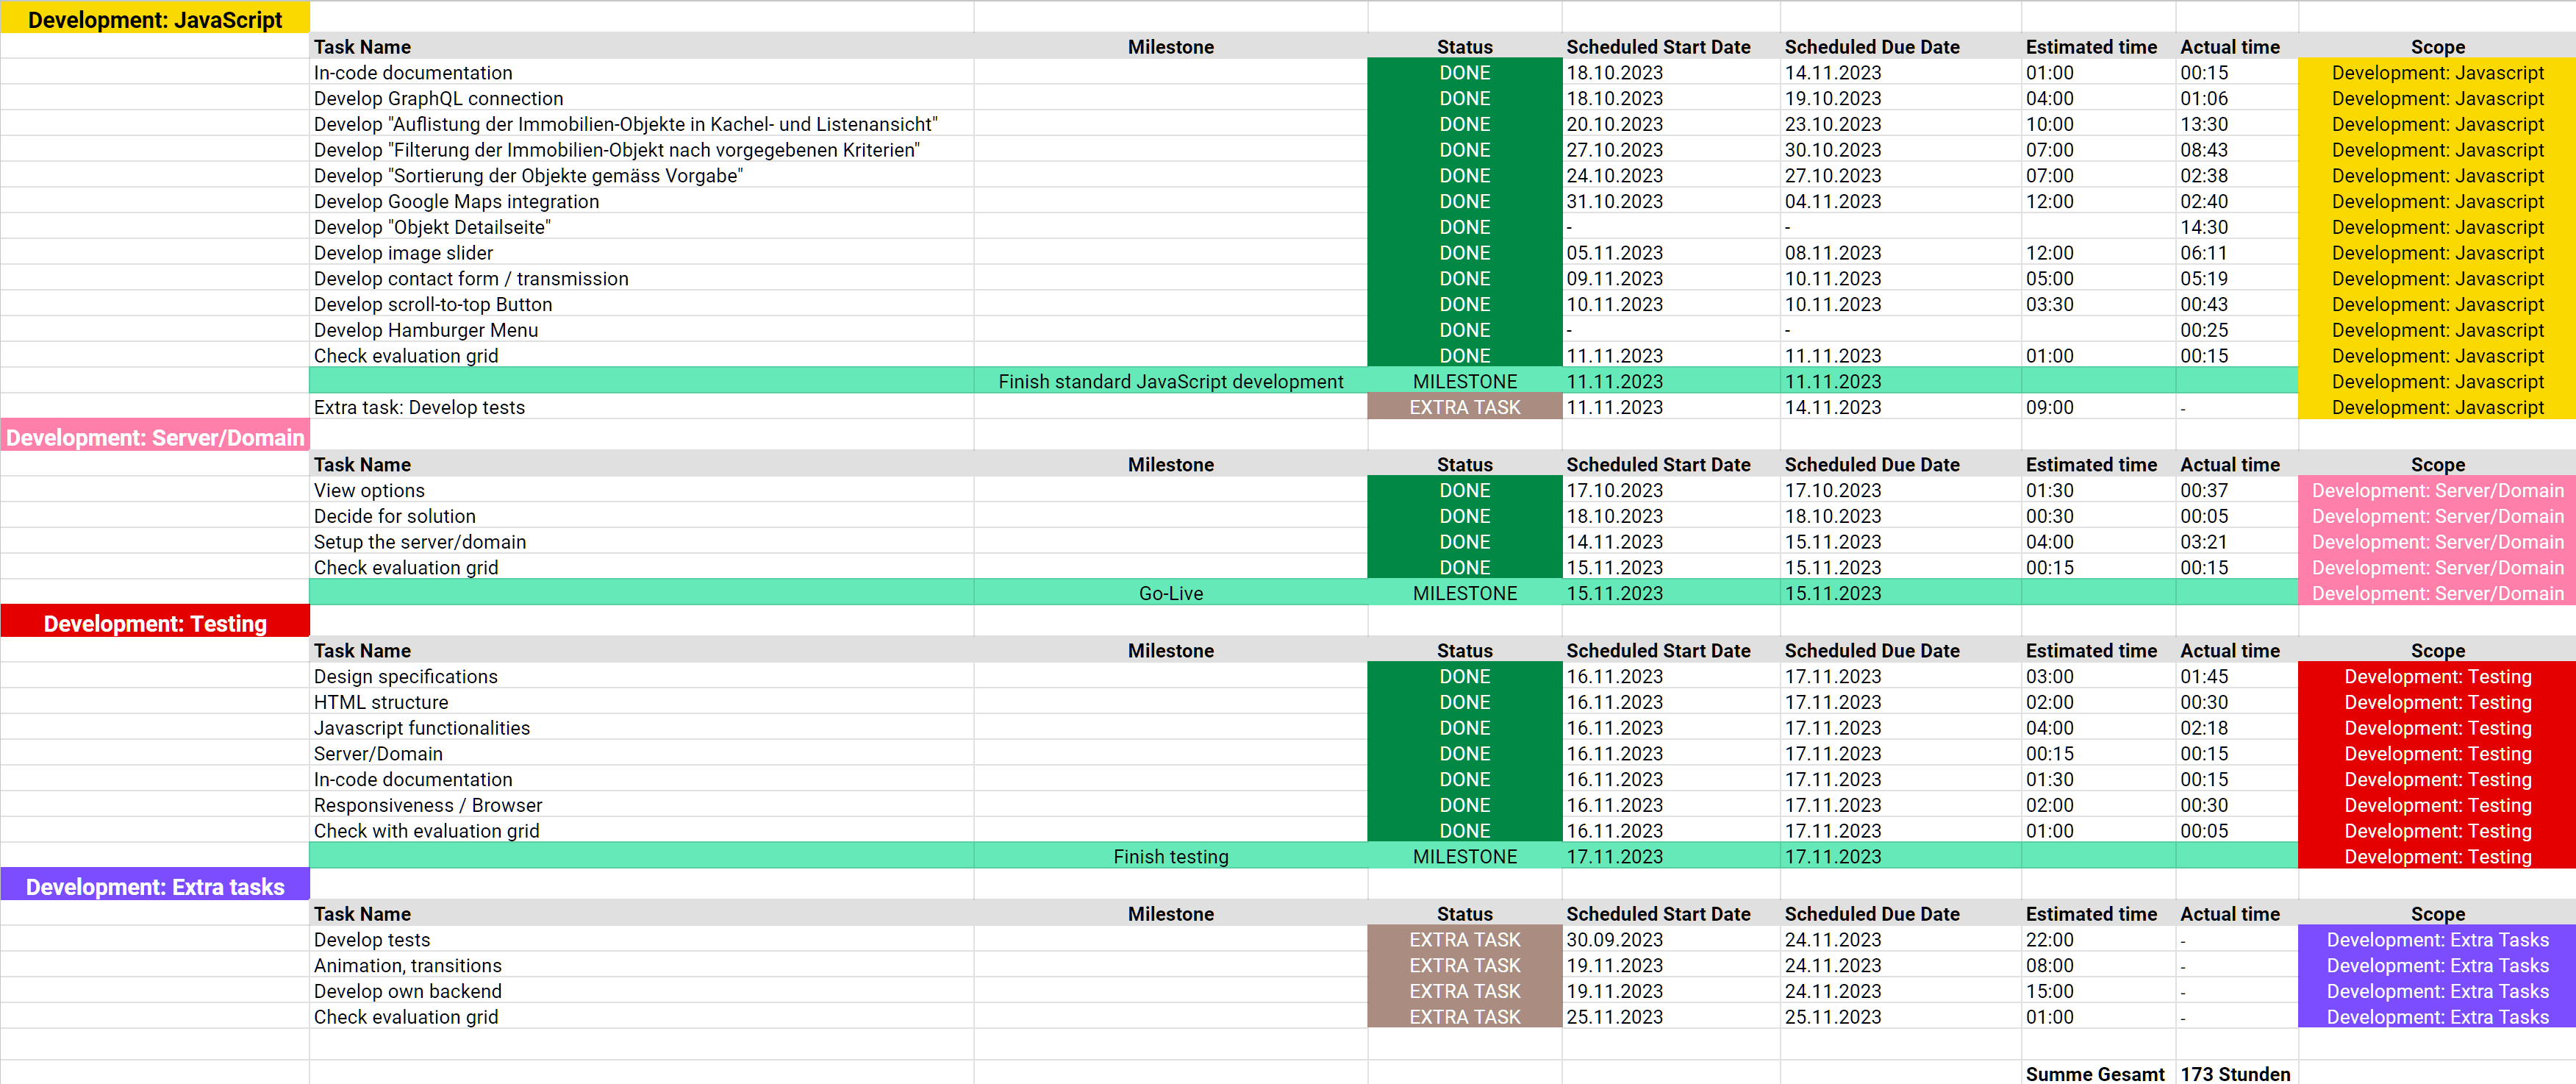 Development: JavaScript
Task Name Milestone Status Scheduled Start Date Scheduled Due Date Estimated time Actual time Scope
In-code documentation DONE 18.10.2023 14.11.2023 01:00 00:15 Development: Javascript
Develop GraphQL connection DONE 18.10.2023 19.10.2023 04:00 01:06 Development: Javascript
Develop "Auflistung der Immobilien-Objekte in Kachel- und Listenansicht" DONE 20.10.2023 23.10.2023 10:00 13:30 Development: Javascript
Develop "Filterung der Immobilien-Objekt nach vorgegebenen Kriterien" DONE 27.10.2023 30.10.2023 07:00 08:43 Development: Javascript
Develop "Sortierung der Objekte gemäss Vorgabe" DONE 24.10.2023 27.10.2023 07:00 02:38 Development: Javascript
Develop Google Maps integration DONE 31.10.2023 04.11.2023 12:00 02:40 Development: Javascript
Develop "Objekt Detailseite" DONE - - 14:30 Development: Javascript
Develop image slider DONE 05.11.2023 08.11.2023 12:00 06:11 Development: Javascript
Develop contact form / transmission DONE 09.11.2023 10.11.2023 05:00 05:19 Development: Javascript
Develop scroll-to-top Button DONE 10.11.2023 10.11.2023 03:30 00:43 Development: Javascript
Develop Hamburger Menu DONE - - 00:25 Development: Javascript
Check evaluation grid DONE 11.11.2023 11.11.2023 01:00 00:15 Development: Javascript
Finish standard JavaScript development MILESTONE 11.11.2023 11.11.2023 Development: Javascript
Extra task: Develop tests EXTRA TASK 11.11.2023 14.11.2023 09:00 - Development: Javascript
Development: Server/Domain
Task Name Milestone Status Scheduled Start Date Scheduled Due Date Estimated time Actual time Scope
View options DONE 17.10.2023 17.10.2023 01:30 00:37 Development: Server/Domain
Decide for solution DONE 18.10.2023 18.10.2023 00:30 00:05 Development: Server/Domain
Setup the server/domain DONE 14.11.2023 15.11.2023 04:00 03:21 Development: Server/Domain
Check evaluation grid DONE 15.11.2023 15.11.2023 00:15 00:15 Development: Server/Domain
Go-Live MILESTONE 15.11.2023 15.11.2023 Development: Server/Domain
Development: Testing
Task Name Milestone Status Scheduled Start Date Scheduled Due Date Estimated time Actual time Scope
Design specifications DONE 16.11.2023 17.11.2023 03:00 01:45 Development: Testing
HTML structure DONE 16.11.2023 17.11.2023 02:00 00:30 Development: Testing
Javascript functionalities DONE 16.11.2023 17.11.2023 04:00 02:18 Development: Testing
Server/Domain DONE 16.11.2023 17.11.2023 00:15 00:15 Development: Testing
In-code documentation DONE 16.11.2023 17.11.2023 01:30 00:15 Development: Testing
Responsiveness / Browser DONE 16.11.2023 17.11.2023 02:00 00:30 Development: Testing
Check with evaluation grid DONE 16.11.2023 17.11.2023 01:00 00:05 Development: Testing
Finish testing MILESTONE 17.11.2023 17.11.2023 Development: Testing
Development: Extra tasks
Task Name Milestone Status Scheduled Start Date Scheduled Due Date Estimated time Actual time Scope
Develop tests EXTRA TASK 30.09.2023 24.11.2023 22:00 - Development: Extra Tasks
Animation, transitions EXTRA TASK 19.11.2023 24.11.2023 08:00 - Development: Extra Tasks
Develop own backend EXTRA TASK 19.11.2023 24.11.2023 15:00 - Development: Extra Tasks
Check evaluation grid EXTRA TASK 25.11.2023 25.11.2023 01:00 - Development: Extra Tasks
Summe Gesamt 173 Stunden